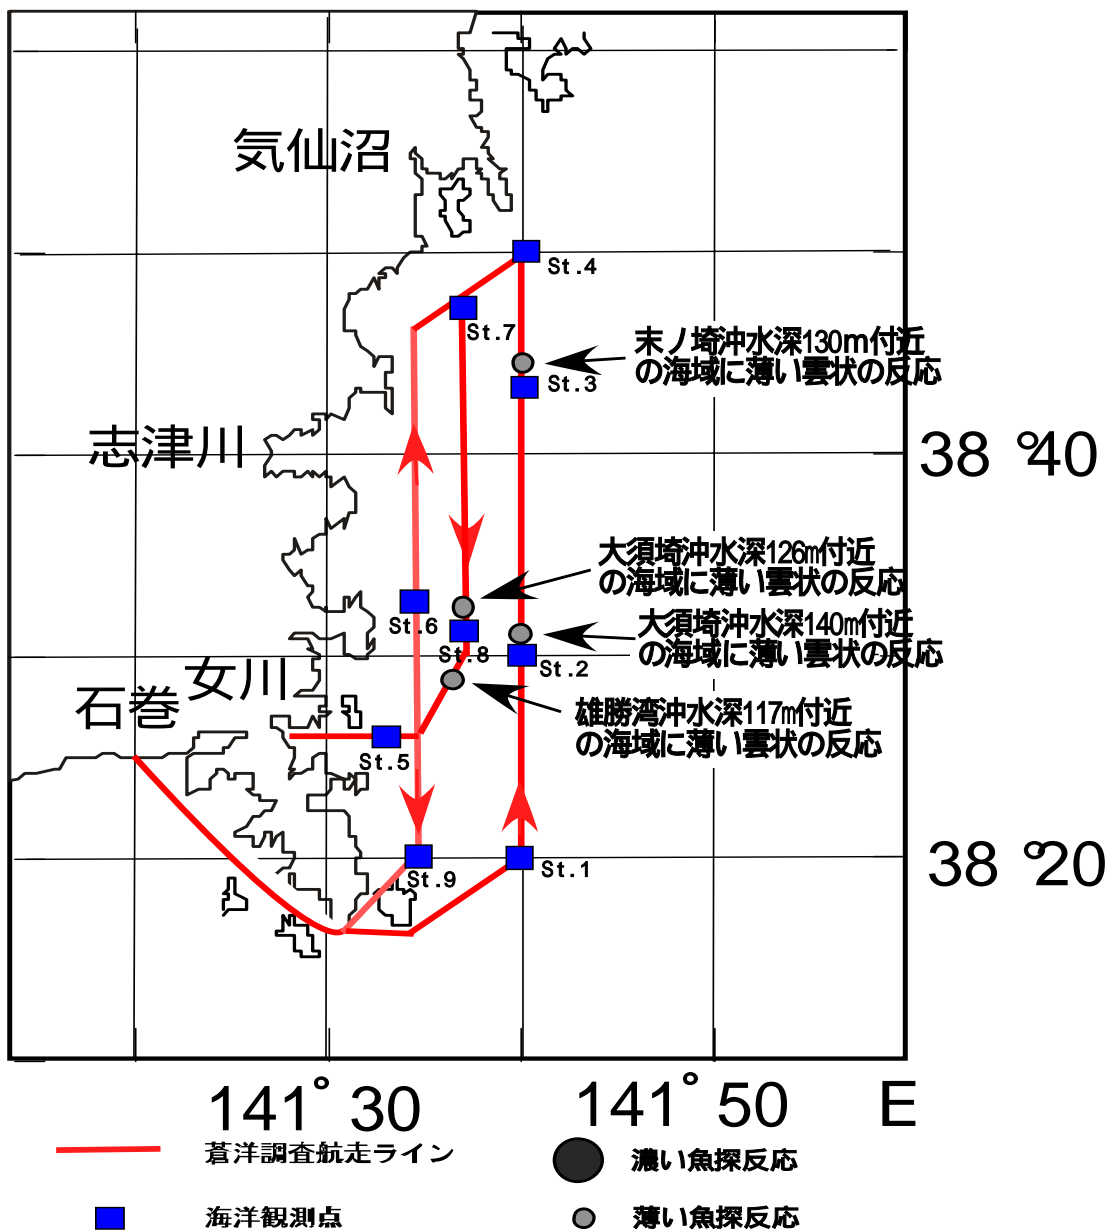 気仙沼
St.4
St.7
末ノ埼沖水深130m付近
の海域に薄い雲状の反応
St.3
志津川
38°40
大須埼沖水深126m付近
の海域に薄い雲状の反応
St.6
大須埼沖水深140m付近
の海域に薄い雲状の反応
St.8
St.2
女川
石巻
雄勝湾沖水深117m付近
の海域に薄い雲状の反応
St.5
38°20
St.9
St.1
141°30
141°50
E
蒼洋調査航走ライン
濃い魚探反応
海洋観測点
薄い魚探反応